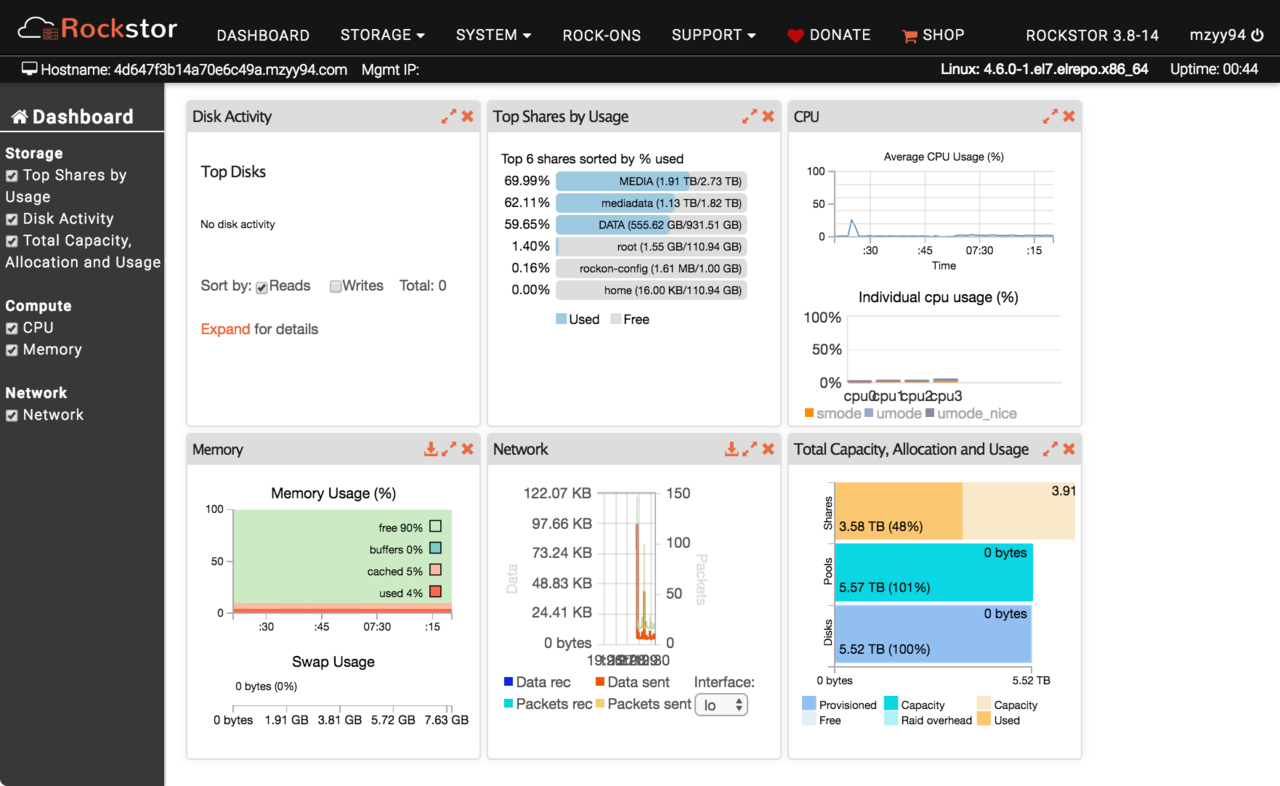 Rockstor
DASHBOARD STORAGE SYSTEM ROCK-ONS SUPPORT DONATE SHOP ROCKSTOR 3.8-14 mzyy94
Hostname: 4d647f3b14a70e6c49a.mzyy94.com Mgmt IP: Linux: 4.6.0-1.el7.elrepo.x86_64 Uptime: 00:44
Dashboard
Storage
Top Shares by
Usage
Disk Activity
Total Capacity,
Allocation and Usage
Compute
CPU
Memory
Network
Network
Disk Activity
Top Disks
No disk activity
Sort by: Reads Writes Total: 0
Expand for details
Top Shares by Usage
Top 6 shares sorted by % used
69.99% MEDIA (1.91 TB/2.73 TB)
62.11% mediadata (1.13 TB/1.82 TB)
59.65% DATA (555.62 GB/931.51 GB)
1.40% root (1.55 GB/110.94 GB)
0.16% rockon-config (1.61 MB/1.00 GB)
0.00% home (16.00 KB/110.94 GB)
Used Free
CPU
Average CPU Usage (%)
100
50
0
:30 :45 07:30 :15
Time
Individual cpu usage (%)
100%
50%
0%
cpu0 cpu1 cpu2 cpu3
smode umode umode_nice
Memory
Memory Usage (%)
100
50
0
free 90%
buffers 0%
cached 5%
used 4%
:30 :45 07:30 :15
Swap Usage
0 bytes (0%)
0 bytes 1.91 GB 3.81 GB 5.72 GB 7.63 GB
Network
122.07 KB 150
97.66 KB 100
73.24 KB
48.83 KB 50
24.41 KB
0 bytes 0
Data
Packets
Data rec Data sent Interface:
Packets rec Packets sent lo
Total Capacity, Allocation and Usage
Shares
3.91
3.58 TB (48%)
Pools
0 bytes
5.57 TB (101%)
Disks
0 bytes
5.52 TB (100%)
0 bytes 5.52 TB
Provisioned Capacity Capacity
Free Raid overhead Used